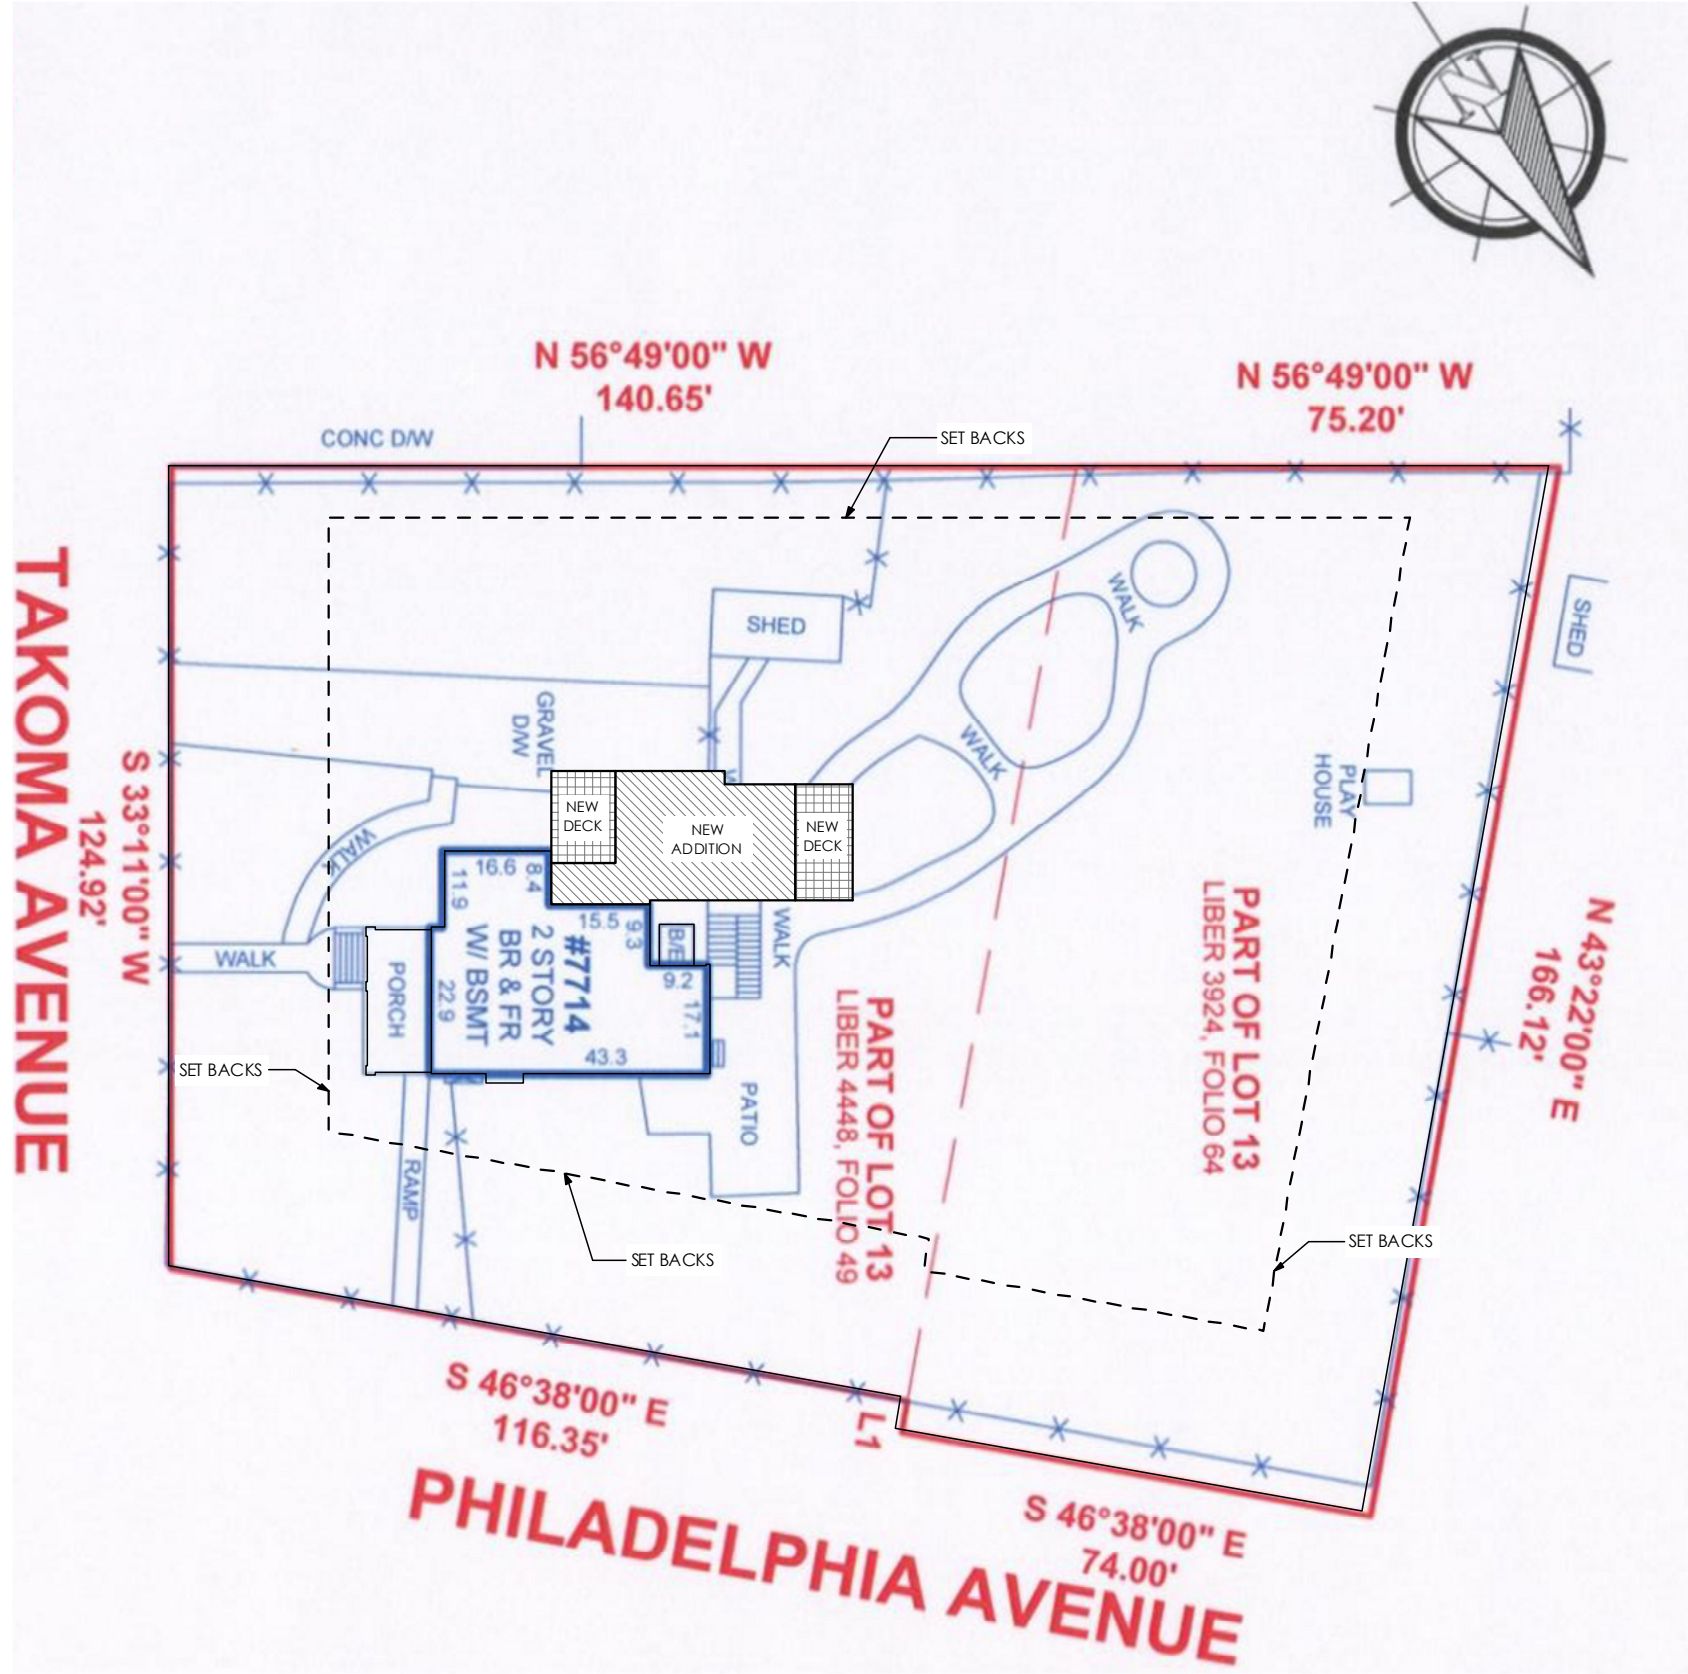 N
N 56°49'00" W
140.65'
N 56°49'00" W
75.20'
CONC D/W
SET BACKS
SHED
SHED
WALK
WALK
GRAVEL
D/W
W
PLAY
HOUSE
NEW
DECK
NEW
ADDITION
NEW
DECK
WALK
TAKOMA AVENUE
S 33°11'00" W
124.92'
16.6
8.4
11.9
15.5
9.3
B/E
9.2
17.1
22.9
43.3
#7714
2 STORY
BR & FR
W/ BSMT
WALK
PORCH
WALK
PATIO
PART OF LOT 13
LIBER 4448, FOLIO 49
PART OF LOT 13
LIBER 3924, FOLIO 64
N 43°22'00" E
166.12'
SET BACKS
RAMP
SET BACKS
SET BACKS
S 46°38'00" E
116.35'
L1
S 46°38'00" E
74.00'
PHILADELPHIA AVENUE